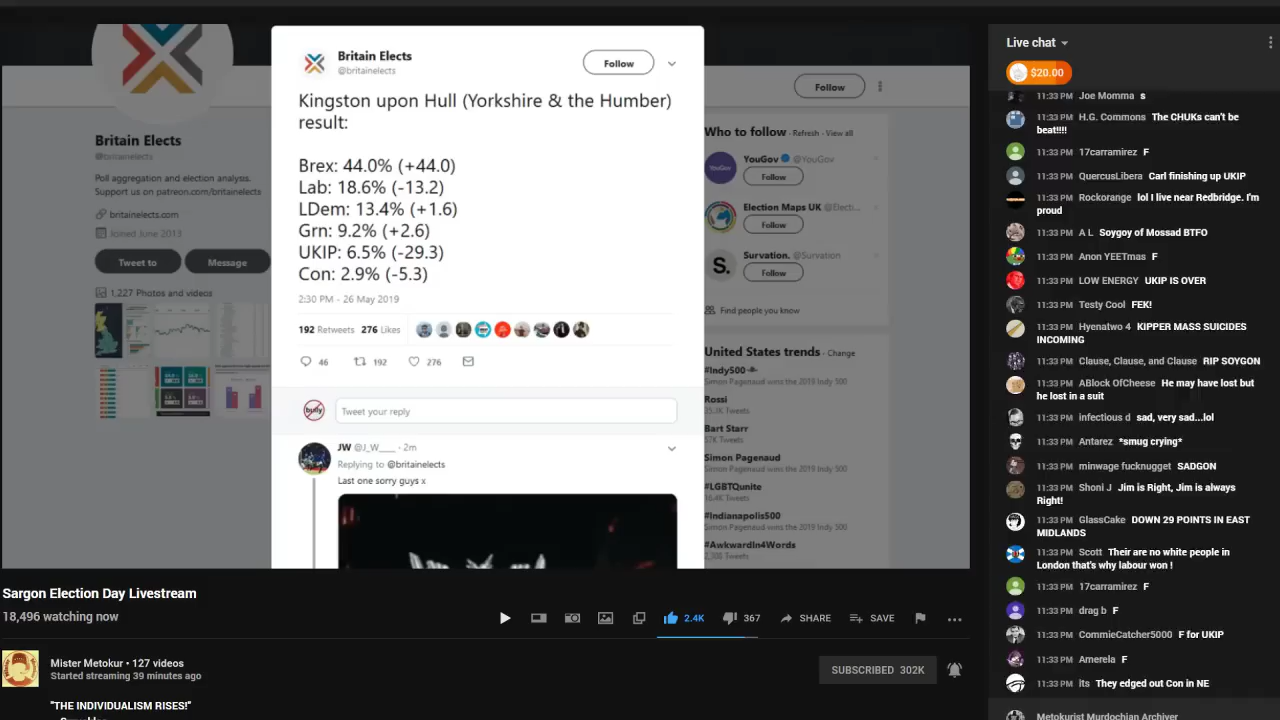 Britain Elects
@britainelects
Follow
Kingston upon Hull (Yorkshire & the Humber)
result:
Brex: 44.0% (+44.0)
Lab: 18.6% (-13.2)
LDem: 13.4% (+1.6)
Grn: 9.2% (+2.6)
UKIP: 6.5% (-29.3)
Con: 2.9% (-5.3)
2:30 PM - 26 May 2019
192 Retweets 276 Likes
46 192 276
bully
Tweet your reply
JW @J_W___ · 2m
Replying to @britainelects
Last one sorry guys x
Britain Elects
@britainelects
Poll aggregation and election analysis.
Support us on patreon.com/britainelects
britainelects.com
Joined June 2013
Tweet to
Message
1,227 Photos and videos
Follow
Who to follow · Refresh · View all
YouGov @YouGov
Follow
Election Maps UK @Elect...
Follow
S.
Survation. @Survation
Follow
Find people you know
United States trends · Change
#Indy500
Simon Pagenaud wins the 2019 Indy 500
Rossi
35.1K Tweets
Bart Starr
57K Tweets
Simon Pagenaud
Simon Pagenaud wins the 2019 Indy 500
#LGBTQunite
16.4K Tweets
#Indianapolis500
Simon Pagenaud wins the 2019 Indy 500
#AwkwardIn4Words
2,308 Tweets
Sargon Election Day Livestream
18,496 watching now
2.4K
367
SHARE
SAVE
Mister Metokur • 127 videos
Started streaming 39 minutes ago
SUBSCRIBED 302K
"THE INDIVIDUALISM RISES!"
Live chat
$20.00
11:33 PM Joe Momma s
11:33 PM H.G. Commons The CHUKs can't be
beat!!!!
11:33 PM 17carramirez F
11:33 PM QuercusLibera Carl finishing up UKIP
11:33 PM Rockorange lol I live near Redbridge. I'm
proud
11:33 PM A L Soygoy of Mossad BTFO
11:33 PM Anon YEETmas F
11:33 PM LOW ENERGY UKIP IS OVER
11:33 PM Testy Cool FEK!
11:33 PM Hyenatwo 4 KIPPER MASS SUICIDES
INCOMING
11:33 PM Clause, Clause, and Clause RIP SOYGON
11:33 PM ABlock OfCheese He may have lost but
he lost in a suit
11:33 PM infectious d sad, very sad...lol
11:33 PM Antarez *smug crying*
11:33 PM minwage fucknugget SADGON
11:33 PM Shoni J Jim is Right, Jim is always
Right!
11:33 PM GlassCake DOWN 29 POINTS IN EAST
MIDLANDS
11:33 PM Scott Their are no white people in
London that's why labour won !
11:33 PM 17carramirez F
11:33 PM drag b F
11:33 PM CommieCatcher5000 F for UKIP
11:33 PM Amerela F
11:33 PM its They edged out Con in NE
Metokurist Murdochian Archiver